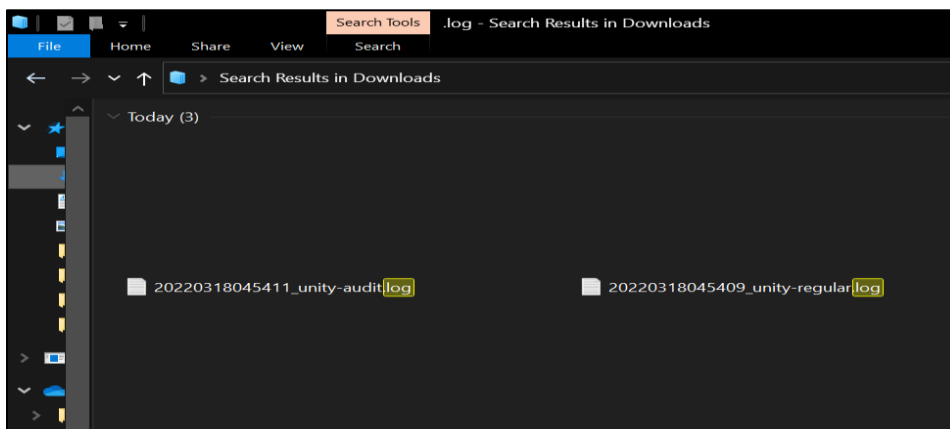 Search Tools .log - Search Results in Downloads
File Home Share View Search
Search Results in Downloads
Today (3)
20220318045411_unity-audit.log 20220318045409_unity-regular.log